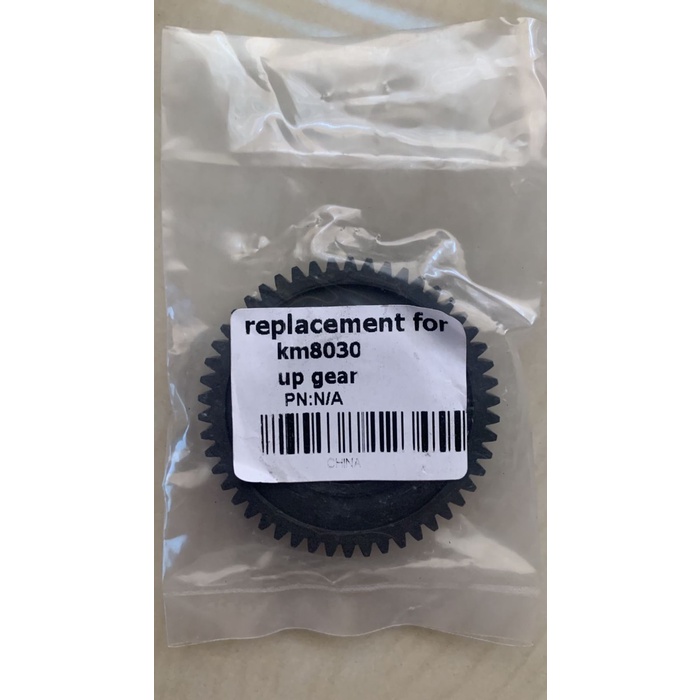 replacement for
km8030
up gear
PN:N/A
CHINA